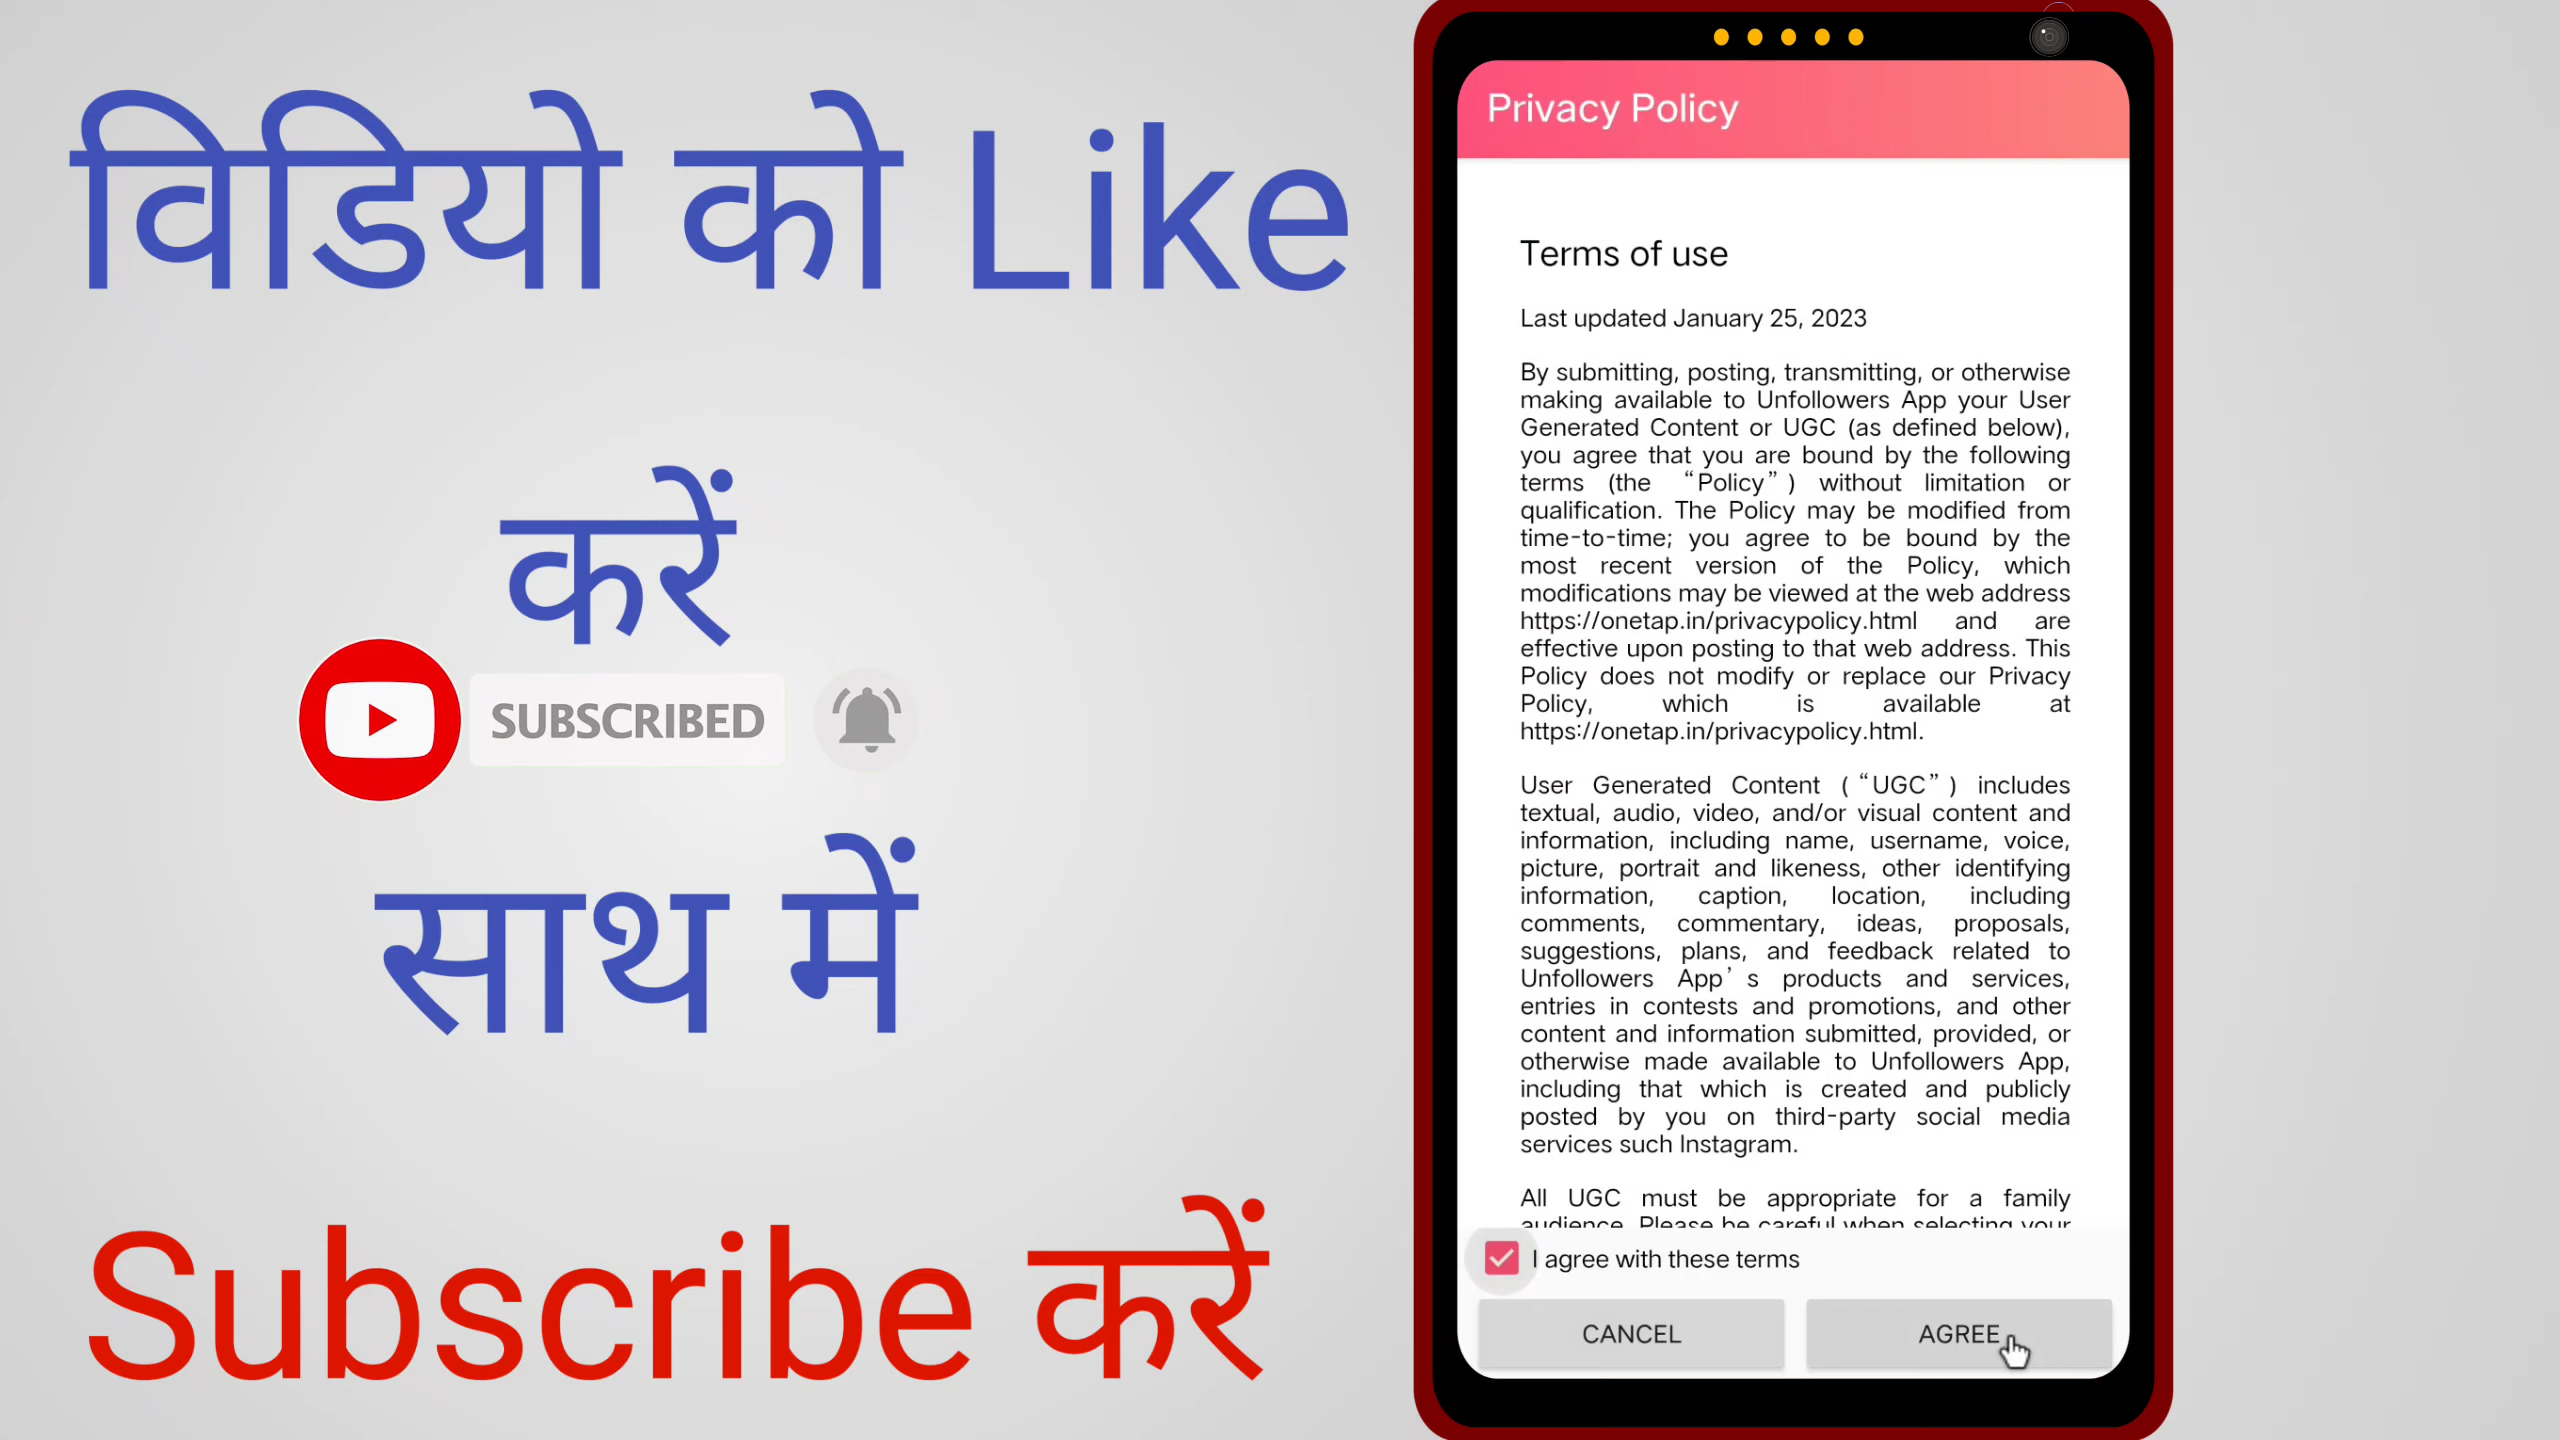 विडियो को Like
करें
SUBSCRIBED
साथ में
Subscribe करें
Privacy Policy
Terms of use
Last updated January 25, 2023
By submitting, posting, transmitting, or otherwise
making available to Unfollowers App your User
Generated Content or UGC (as defined below),
you agree that you are bound by the following
terms (the “Policy”) without limitation or
qualification. The Policy may be modified from
time-to-time; you agree to be bound by the
most recent version of the Policy, which
modifications may be viewed at the web address
https://onetap.in/privacypolicy.html and are
effective upon posting to that web address. This
Policy does not modify or replace our Privacy
Policy, which is available at
https://onetap.in/privacypolicy.html.
User Generated Content (“UGC”) includes
textual, audio, video, and/or visual content and
information, including name, username, voice,
picture, portrait and likeness, other identifying
information, caption, location, including
comments, commentary, ideas, proposals,
suggestions, plans, and feedback related to
Unfollowers App’s products and services,
entries in contests and promotions, and other
content and information submitted, provided, or
otherwise made available to Unfollowers App,
including that which is created and publicly
posted by you on third-party social media
services such Instagram.
All UGC must be appropriate for a family
audience. Please be careful when selecting your
I agree with these terms
CANCEL AGREE